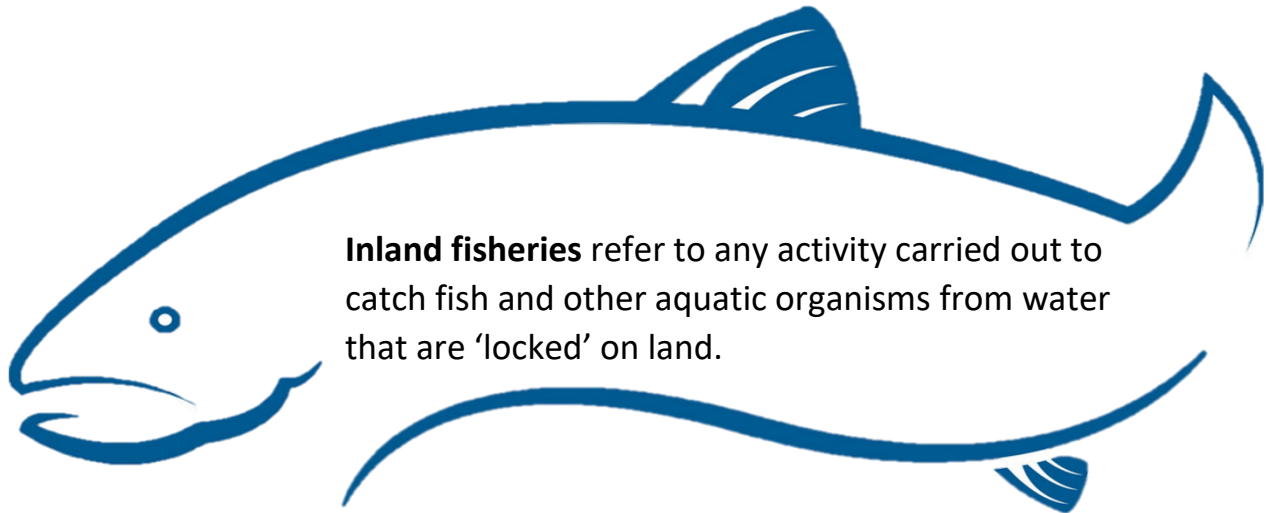 Inland fisheries refer to any activity carried out to
catch fish and other aquatic organisms from water
that are ‘locked’ on land.